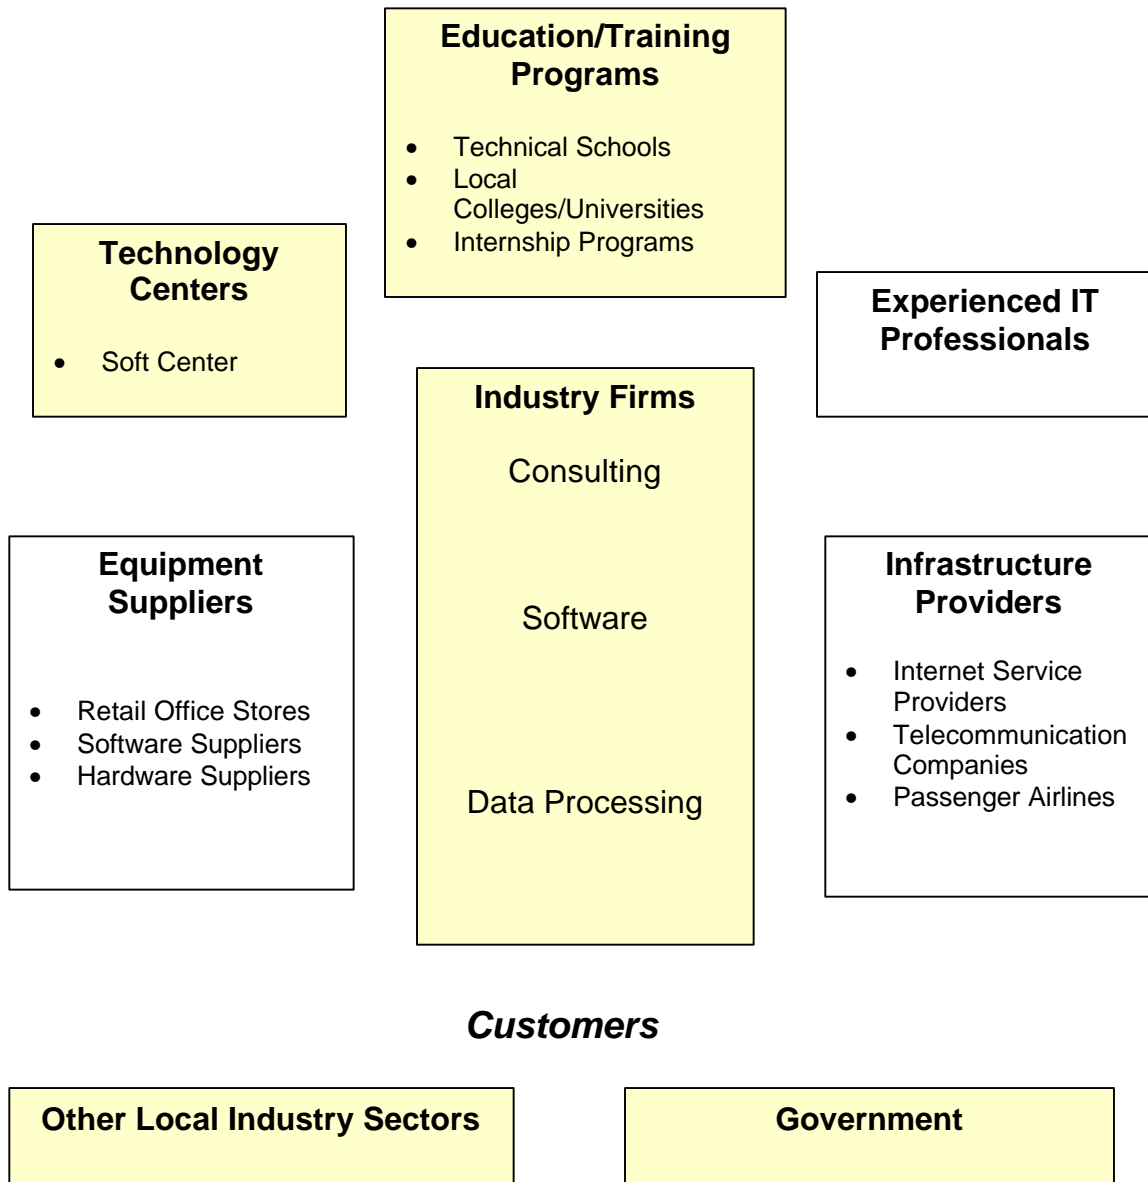 Education/Training
Programs
• Technical Schools
• Local
Colleges/Universities
• Internship Programs
Technology
Centers
• Soft Center
Experienced IT
Professionals
Industry Firms
Consulting
Software
Data Processing
Equipment
Suppliers
• Retail Office Stores
• Software Suppliers
• Hardware Suppliers
Infrastructure
Providers
• Internet Service
Providers
• Telecommunication
Companies
• Passenger Airlines
Customers
Other Local Industry Sectors
Government